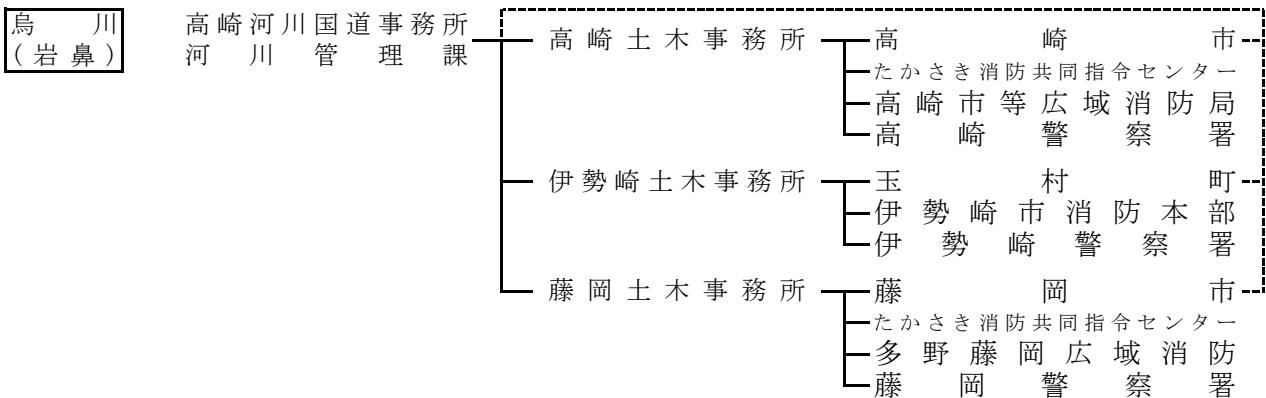 烏川
(岩鼻)
高崎河川国道事務所
河川管理課
高崎土木事務所
高崎市
たかさき消防共同指令センター
高崎市等広域消防局
高崎警察署
伊勢崎土木事務所
玉村町
伊勢崎市消防本部
伊勢崎警察署
藤岡土木事務所
藤岡市
たかさき消防共同指令センター
多野藤岡広域消防
藤岡警察署